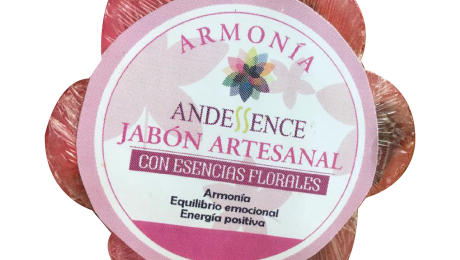 ARMONÍA
ANDESSENCE
JABÓN ARTESANAL
CON ESENCIAS FLORALES
Armonía
Equilibrio emocional
Energía positiva